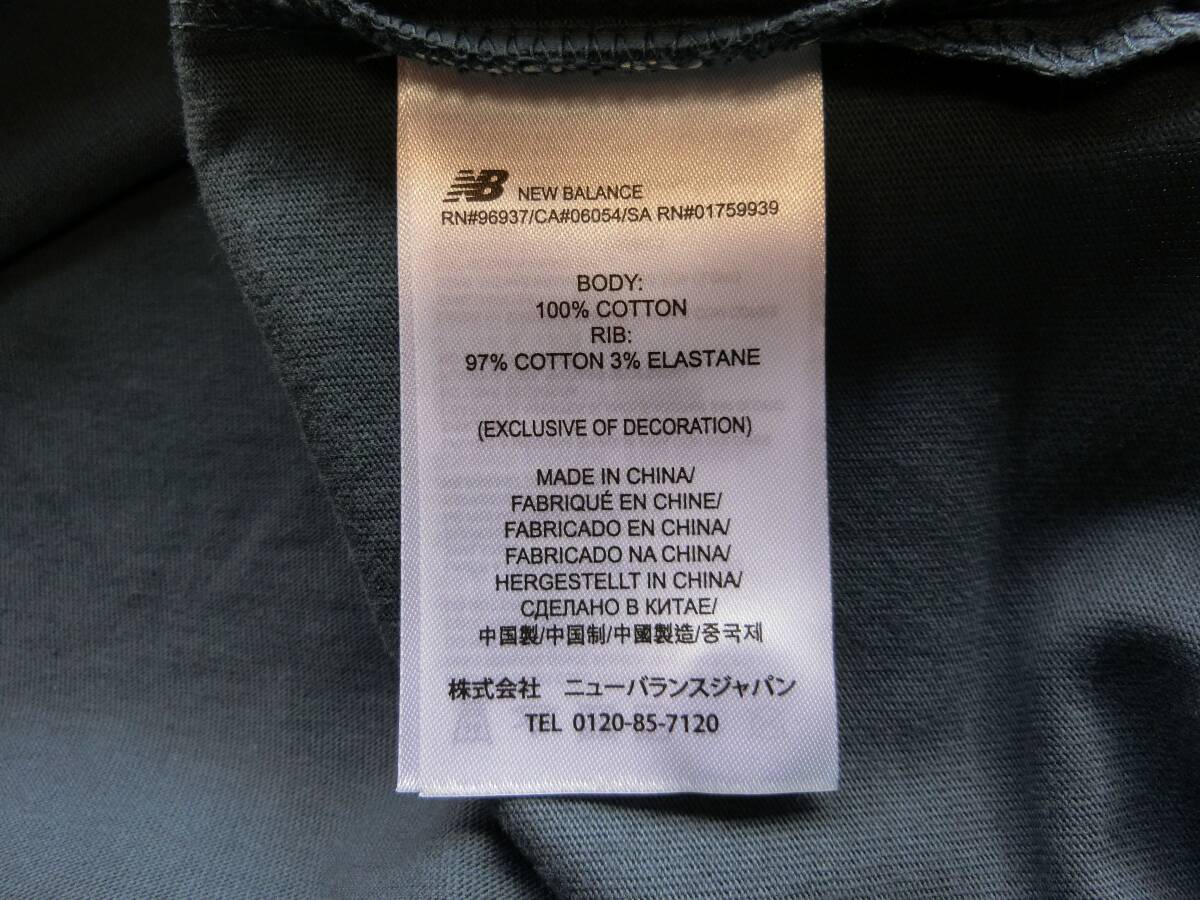 NB NEW BALANCE
RN#96937/CA#06054/SA RN#01759939
BODY:
100% COTTON
RIB:
97% COTTON 3% ELASTANE
(EXCLUSIVE OF DECORATION)
MADE IN CHINA/
FABRIQUÉ EN CHINE/
FABRICADO EN CHINA/
FABRICADO NA CHINA/
HERGESTELLT IN CHINA/
СДЕЛАНО В КИТАЕ/
中国製/中国制/中國製造/중국제
株式会社 ニューバランスジャパン
TEL 0120-85-7120